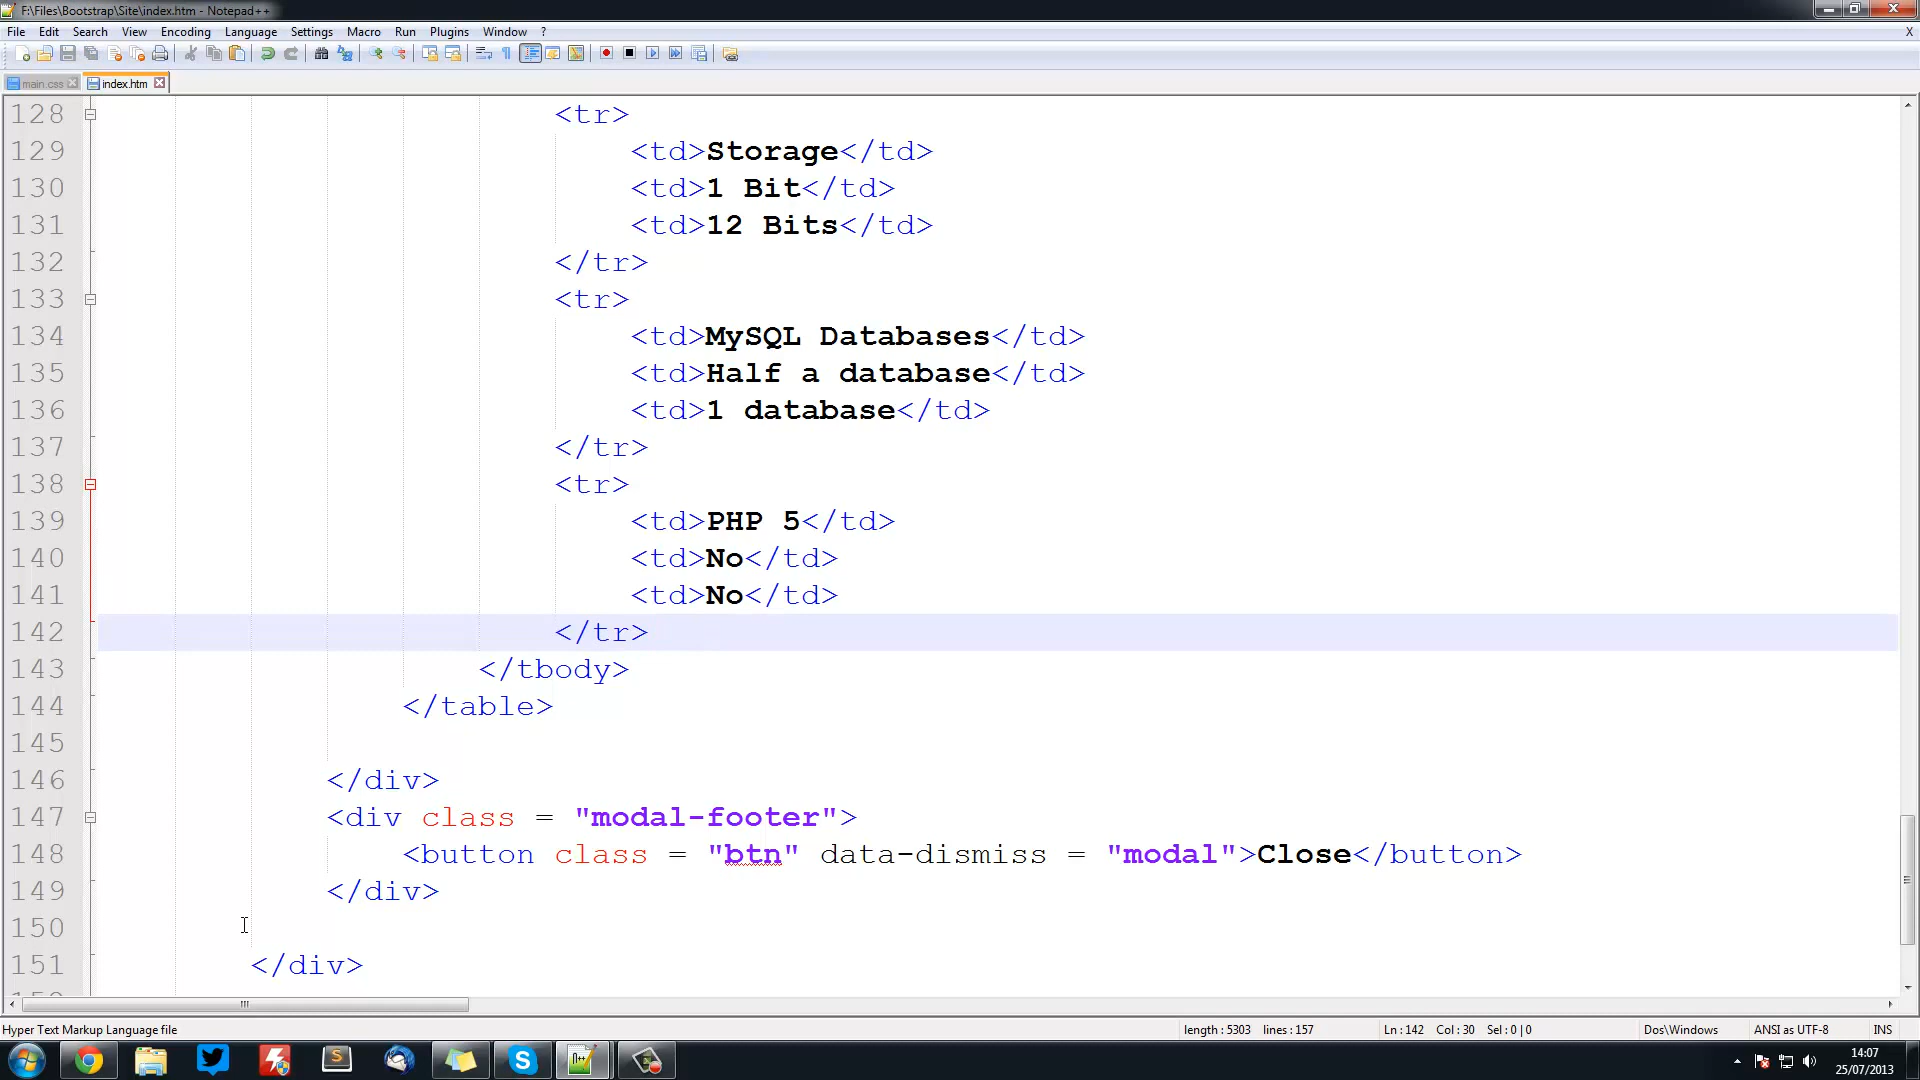 F:\Files\Bootstrap\Site\index.htm - Notepad++
File Edit Search View Encoding Language Settings Macro Run Plugins Window ? X
main.css index.htm
128 <tr>
129 <td>Storage</td>
130 <td>1 Bit</td>
131 <td>12 Bits</td>
132 </tr>
133 <tr>
134 <td>MySQL Databases</td>
135 <td>Half a database</td>
136 <td>1 database</td>
137 </tr>
138 <tr>
139 <td>PHP 5</td>
140 <td>No</td>
141 <td>No</td>
142 </tr>
143 </tbody>
144 </table>
145
146 </div>
147 <div class = "modal-footer">
148 <button class = "btn" data-dismiss = "modal">Close</button>
149 </div>
150
151 </div>
Hyper Text Markup Language file length : 5303 lines : 157 Ln : 142 Col : 30 Sel : 0 | 0 Dos\Windows ANSI as UTF-8 INS
14:07
25/07/2013